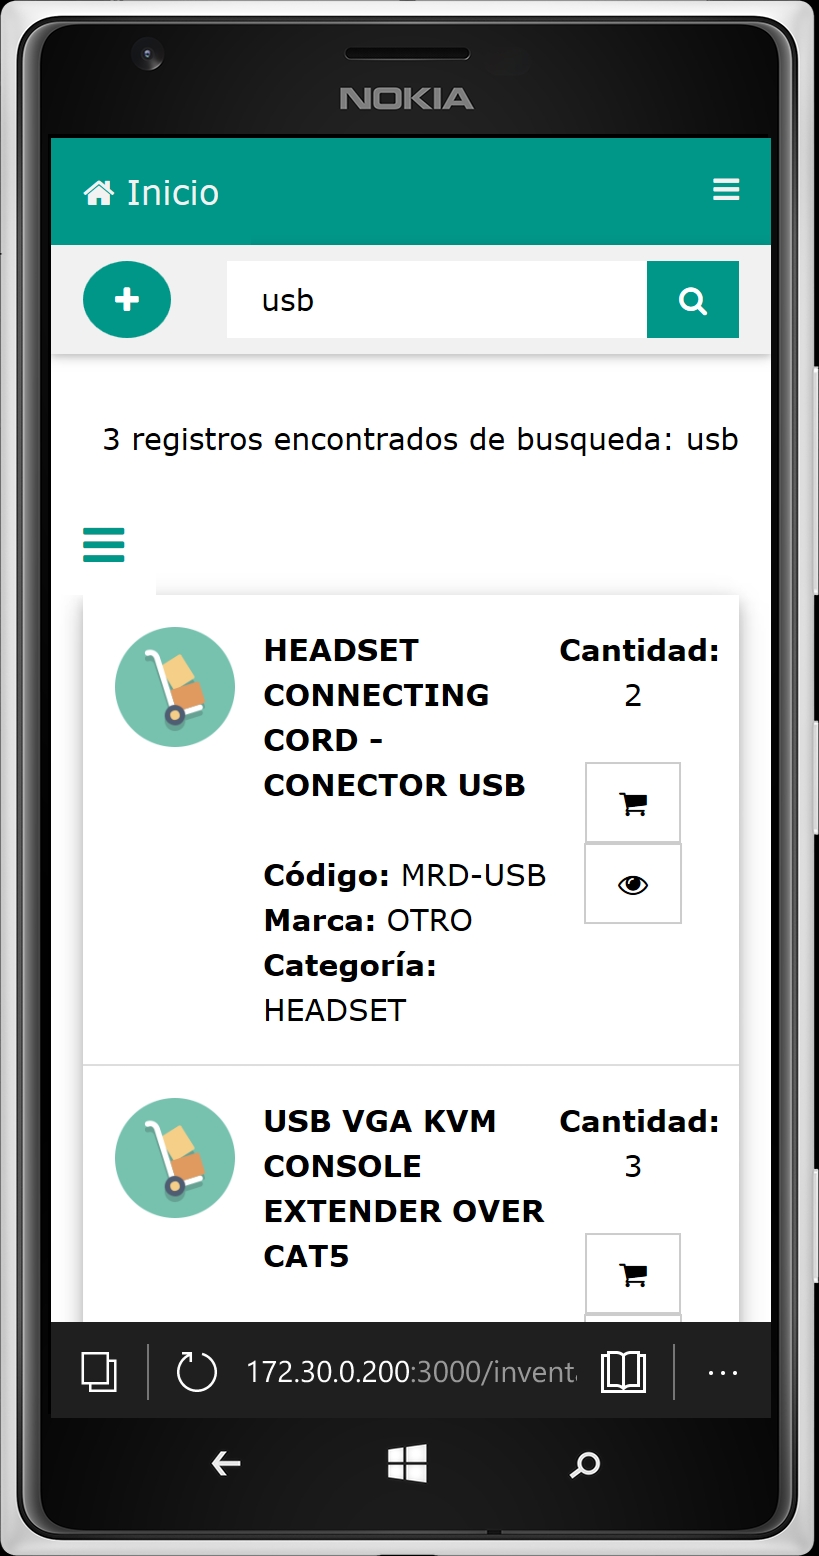 NOKIA
Inicio
usb
3 registros encontrados de busqueda: usb
HEADSET
CONNECTING
CORD -
CONECTOR USB
Cantidad:
2
Código: MRD-USB
Marca: OTRO
Categoría:
HEADSET
USB VGA KVM
CONSOLE
EXTENDER OVER
CAT5
Cantidad:
3
172.30.0.200:3000/invent